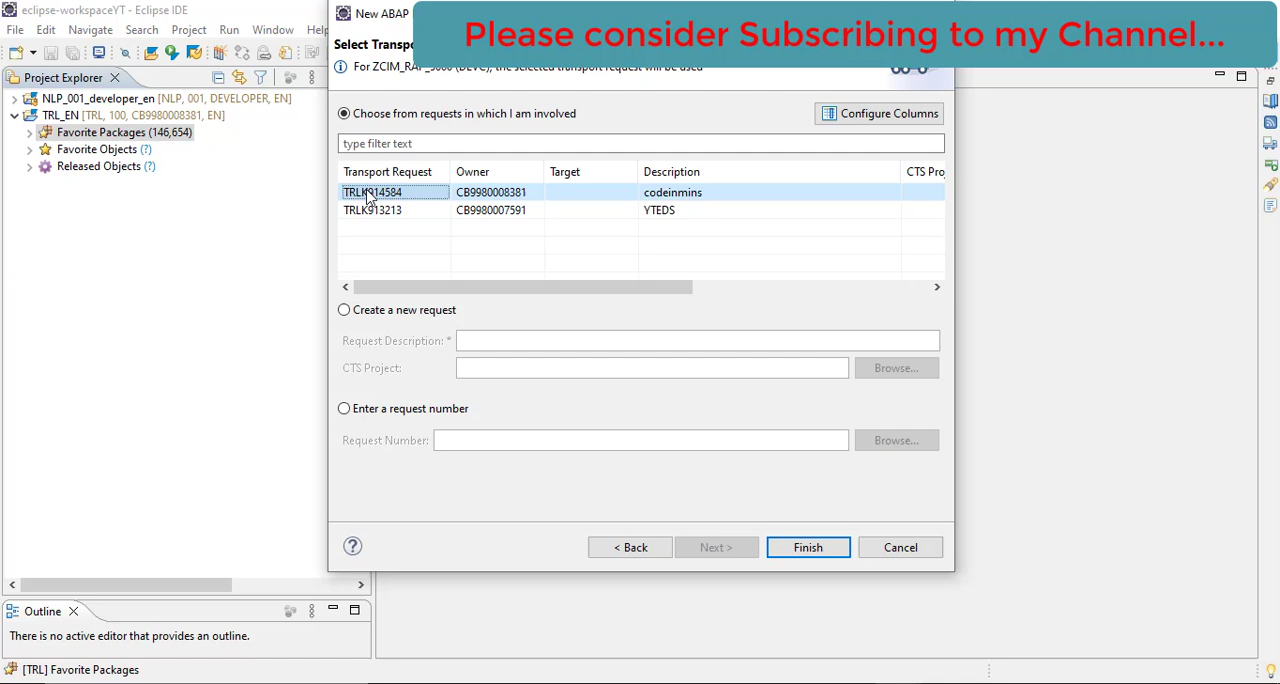 eclipse-workspaceYT - Eclipse IDE
File Edit Navigate Search Project Run Window Help
Project Explorer
NLP_001_developer_en [NLP, 001, DEVELOPER, EN]
TRL_EN [TRL, 100, CB9980008381, EN]
Favorite Packages (146,654)
Favorite Objects (?)
Released Objects (?)
Outline
There is no active editor that provides an outline.
[TRL] Favorite Packages
New ABAP
Please consider Subscribing to my Channel...
Select Transpo
Choose from requests in which I am involved
Configure Columns
type filter text
Transport Request Owner Target Description CTS Proj
TRLK914584 CB9980008381 codeinmins
TRLK913213 CB9980007591 YTEDS
Create a new request
Request Description: *
CTS Project: Browse...
Enter a request number
Request Number: Browse...
< Back Next > Finish Cancel